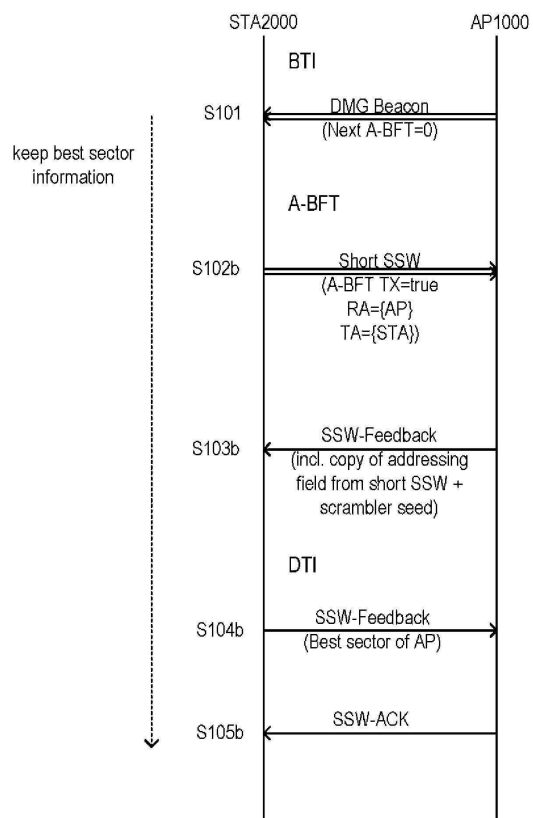 STA2000
AP1000
BTI
S101
DMG Beacon
(Next A-BFT=0)
keep best sector
information
A-BFT
S102b
Short SSW
(A-BFT TX=true
RA={AP}
TA={STA})
S103b
SSW-Feedback
(incl. copy of addressing
field from short SSW +
scrambler seed)
DTI
S104b
SSW-Feedback
(Best sector of AP)
S105b
SSW-ACK